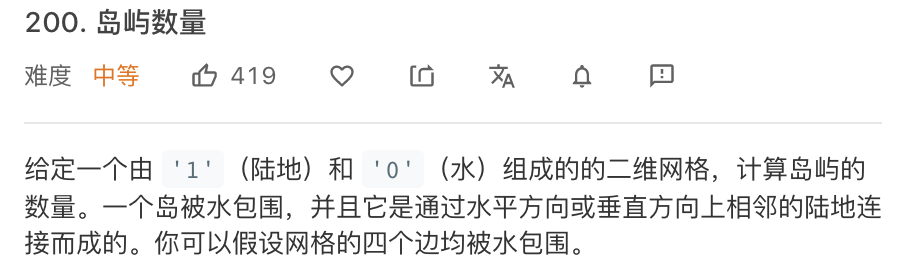 200. 岛屿数量
难度 中等 419
给定一个由 '1'（陆地）和 '0'（水）组成的的二维网格，计算岛屿的
数量。一个岛被水包围，并且它是通过水平方向或垂直方向上相邻的陆地连
接而成的。你可以假设网格的四个边均被水包围。